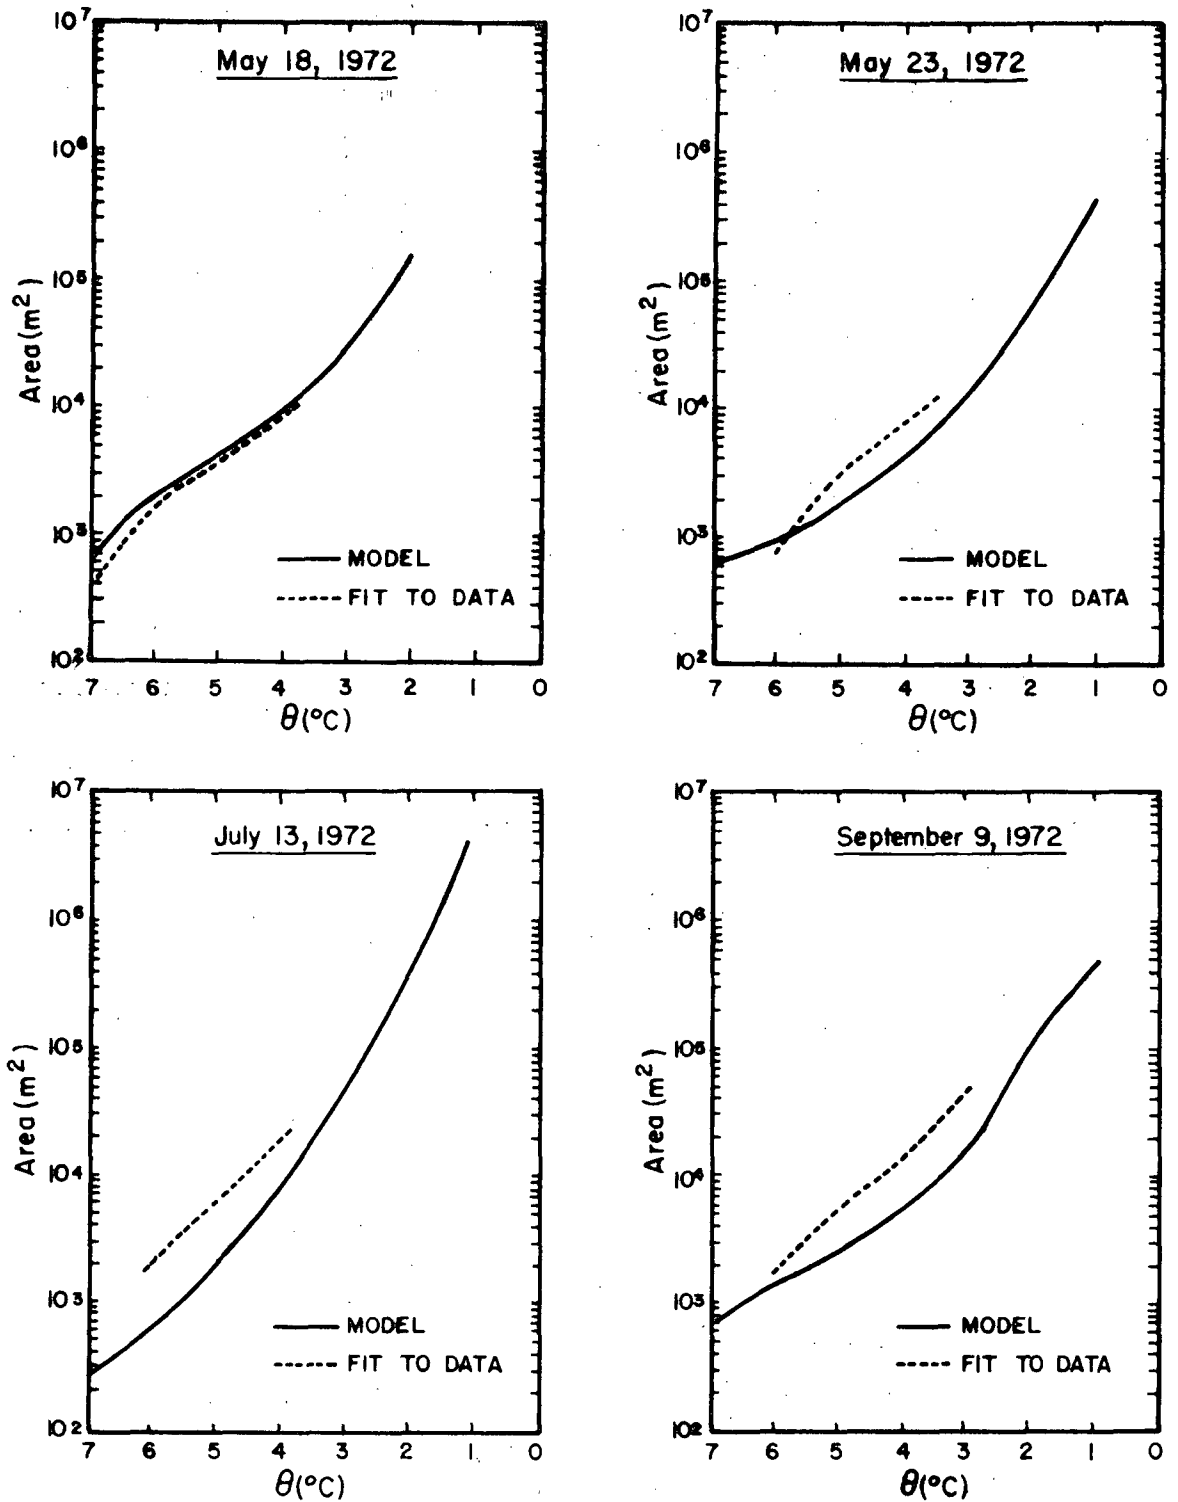 May 18, 1972
10⁷
10⁶
10⁵
10⁴
10³
10²
Area (m²)
MODEL
FIT TO DATA
7 6 5 4 3 2 1 0
θ(°C)
May 23, 1972
10⁷
10⁶
10⁵
10⁴
10³
10²
Area (m²)
MODEL
FIT TO DATA
7 6 5 4 3 2 1 0
θ(°C)
July 13, 1972
10⁷
10⁶
10⁵
10⁴
10³
10²
Area (m²)
MODEL
FIT TO DATA
7 6 5 4 3 2 1 0
θ(°C)
September 9, 1972
10⁷
10⁶
10⁵
10⁴
10³
10²
Area (m²)
MODEL
FIT TO DATA
7 6 5 4 3 2 1 0
θ(°C)